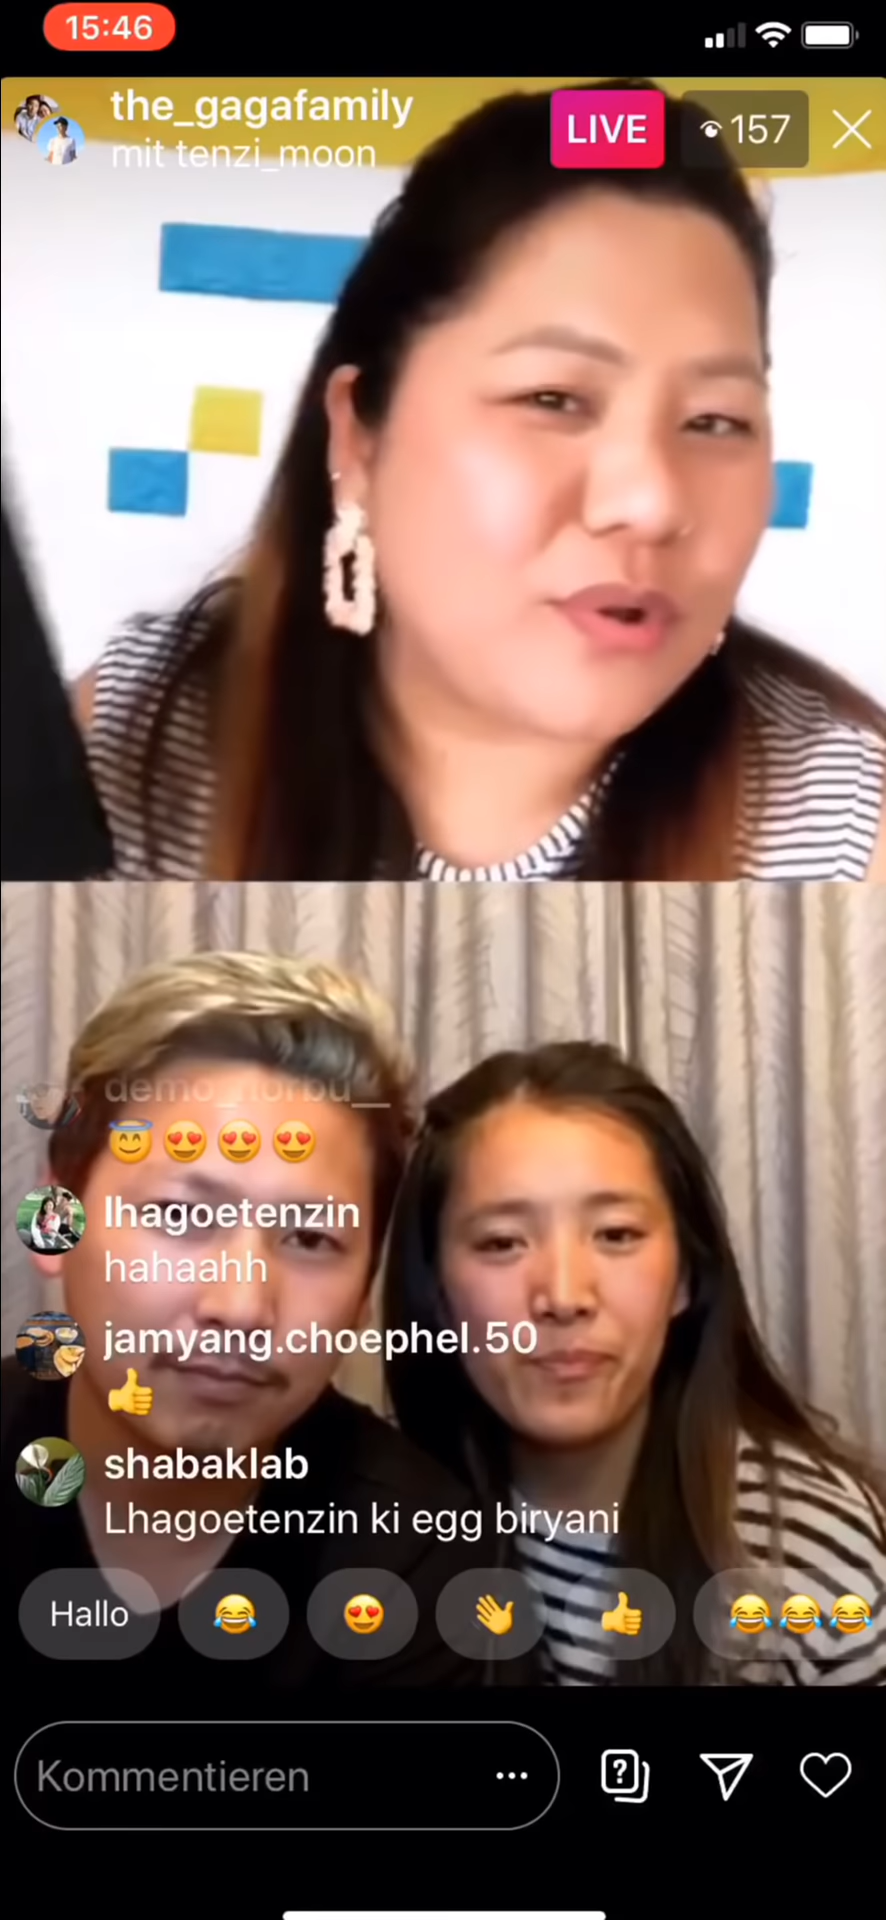 15:46
the_gagafamily
mit tenzi_moon
LIVE
157
demo_norbu__
😇😍😍😍
lhagoetenzin
hahaahh
jamyang.choephel.50
👍
shabaklab
Lhagoetenzin ki egg biryani
Hallo
😂
😍
👋
👍
😂😂😂
Kommentieren